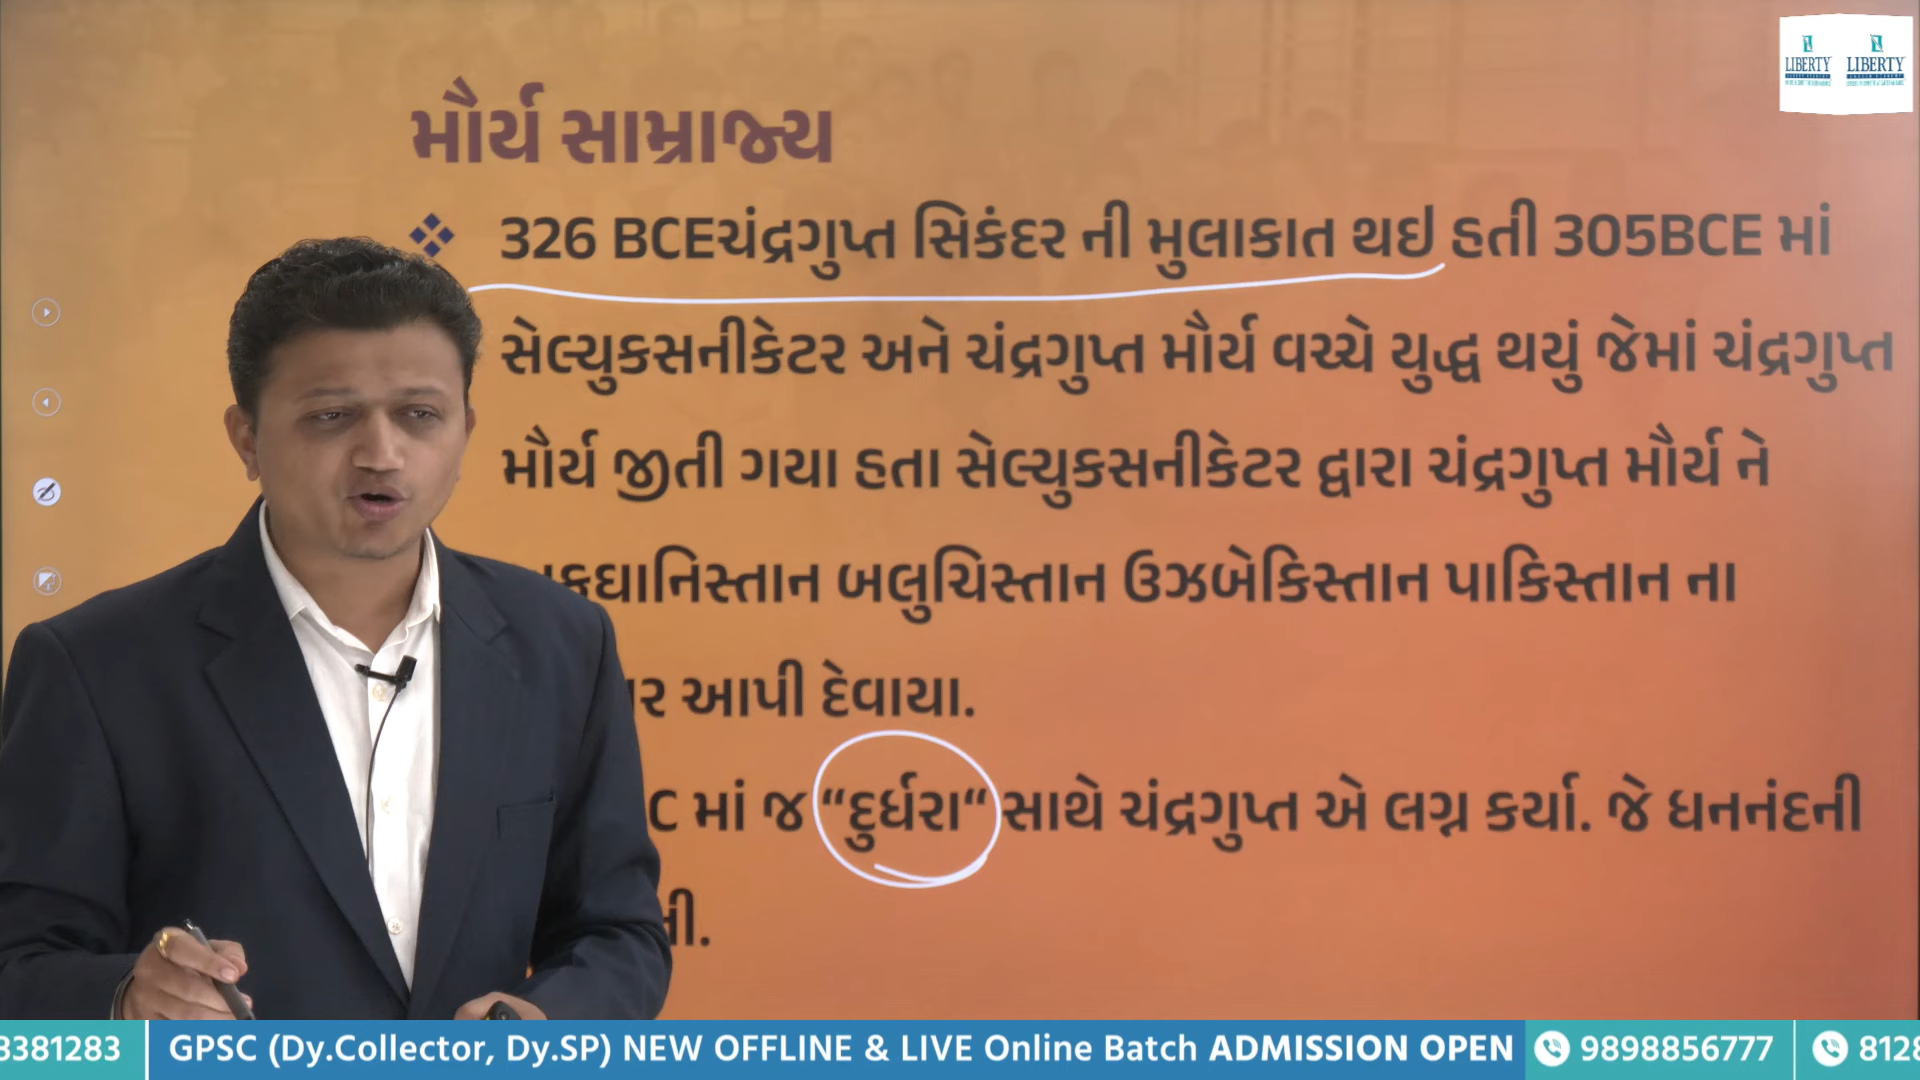 LIBERTY LIBERTY
મૌર્ય સામ્રાજ્ય
326 BCEચંદ્રગુપ્ત સિકંદર ની મુલાકાત થઇ હતી 305BCE માં
સેલ્યુકસનીકેટર અને ચંદ્રગુપ્ત મૌર્ય વચ્ચે યુદ્ધ થયું જેમાં ચંદ્રગુપ્ત
મૌર્ય જીતી ગયા હતા સેલ્યુકસનીકેટર દ્વારા ચંદ્રગુપ્ત મૌર્ય ને
બલુચિસ્તાન ઉઝબેકિસ્તાન પાકિસ્તાન ના
આપી દેવાયા.
C માં જ “દુર્ધરા“ સાથે ચંદ્રગુપ્ત એ લગ્ન કર્યા. જે ધનનંદની
8381283 GPSC (Dy.Collector, Dy.SP) NEW OFFLINE & LIVE Online Batch ADMISSION OPEN 9898856777 8128